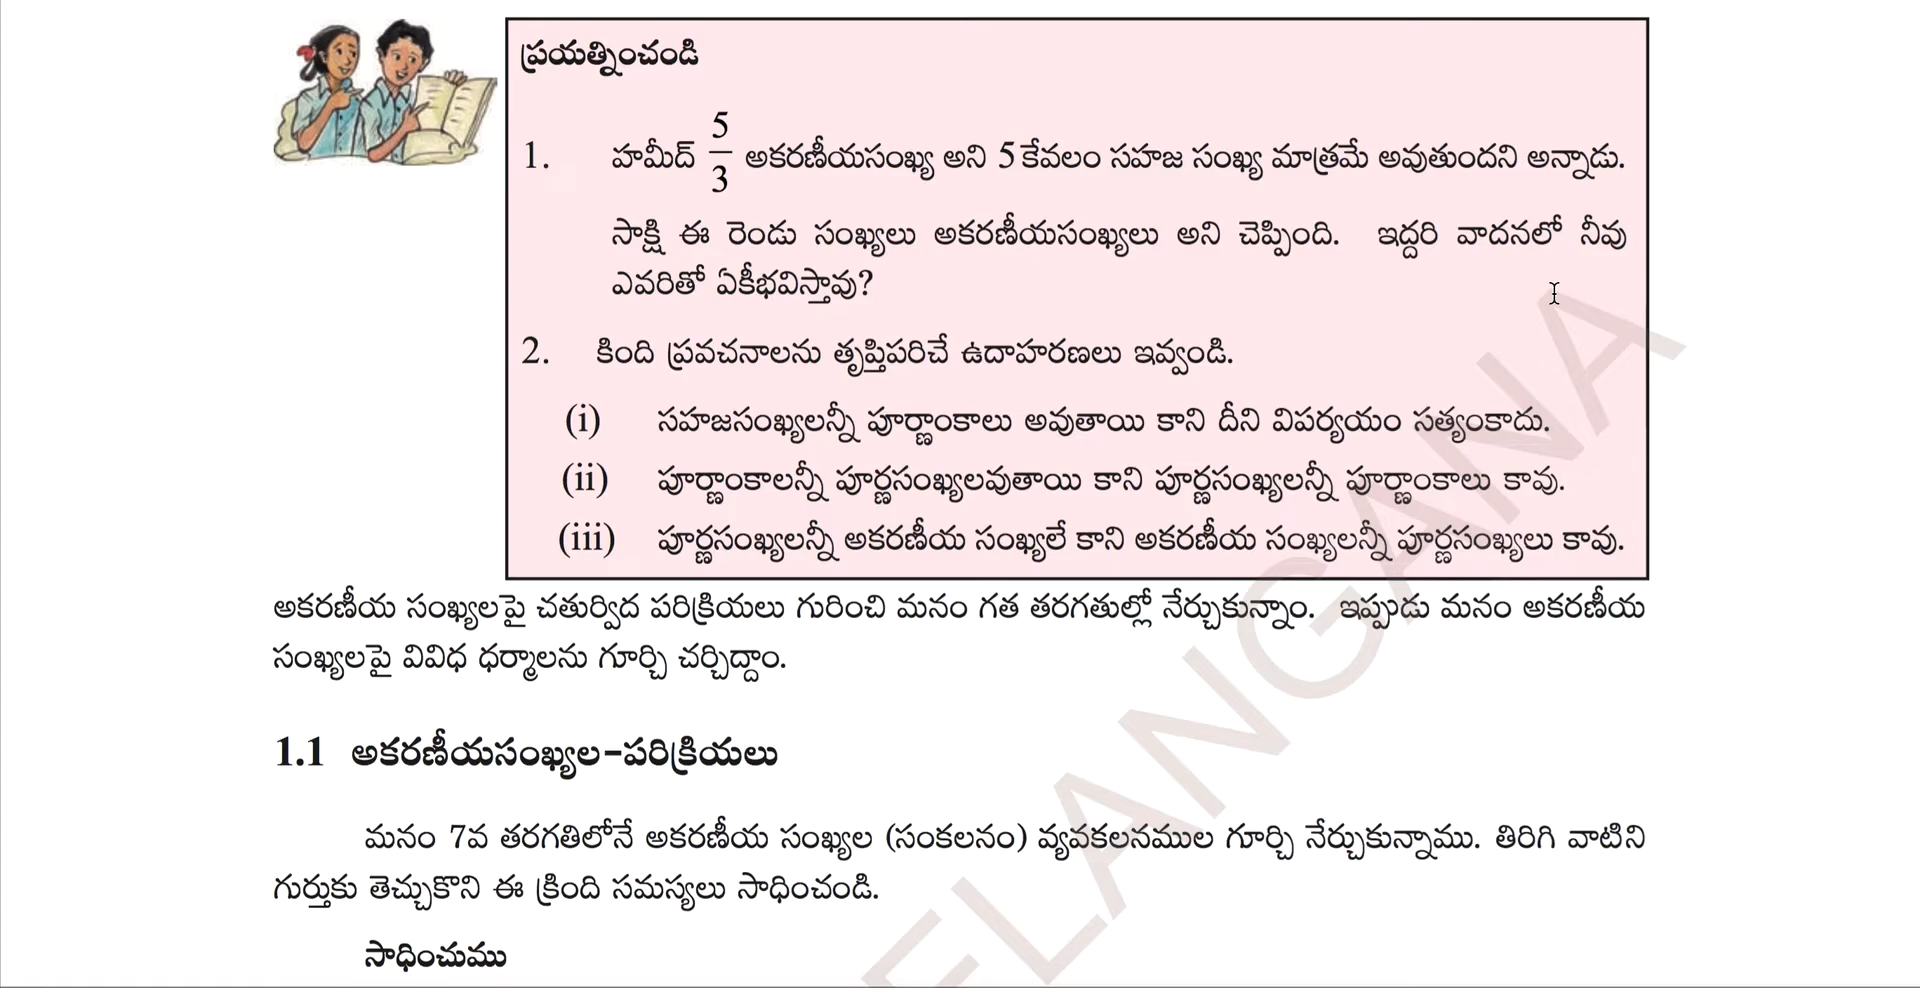 ప్రయత్నించండి
1. హమీద్ 5/3 అకరణీయసంఖ్య అని 5 కేవలం సహజ సంఖ్య మాత్రమే అవుతుందని అన్నాడు.
సాక్షి ఈ రెండు సంఖ్యలు అకరణీయసంఖ్యలు అని చెప్పింది. ఇద్దరి వాదనలో నీవు
ఎవరితో ఏకీభవిస్తావు?
2. కింది ప్రవచనాలను తృప్తిపరిచే ఉదాహరణలు ఇవ్వండి.
(i) సహజసంఖ్యలన్నీ పూర్ణాంకాలు అవుతాయి కాని దీని విపర్యయం సత్యంకాదు.
(ii) పూర్ణాంకాలన్నీ పూర్ణసంఖ్యలవుతాయి కాని పూర్ణసంఖ్యలన్నీ పూర్ణాంకాలు కావు.
(iii) పూర్ణసంఖ్యలన్నీ అకరణీయ సంఖ్యలే కాని అకరణీయ సంఖ్యలన్నీ పూర్ణసంఖ్యలు కావు.
అకరణీయ సంఖ్యలపై చతుర్విద పరిక్రియలు గురించి మనం గత తరగతుల్లో నేర్చుకున్నాం. ఇప్పుడు మనం అకరణీయ
సంఖ్యలపై వివిధ ధర్మాలను గూర్చి చర్చిద్దాం.
1.1 అకరణీయసంఖ్యల-పరిక్రియలు
మనం 7వ తరగతిలోనే అకరణీయ సంఖ్యల (సంకలనం) వ్యవకలనముల గూర్చి నేర్చుకున్నాము. తిరిగి వాటిని
గుర్తుకు తెచ్చుకొని ఈ క్రింది సమస్యలు సాధించండి.
సాధించుము
ELANGANA